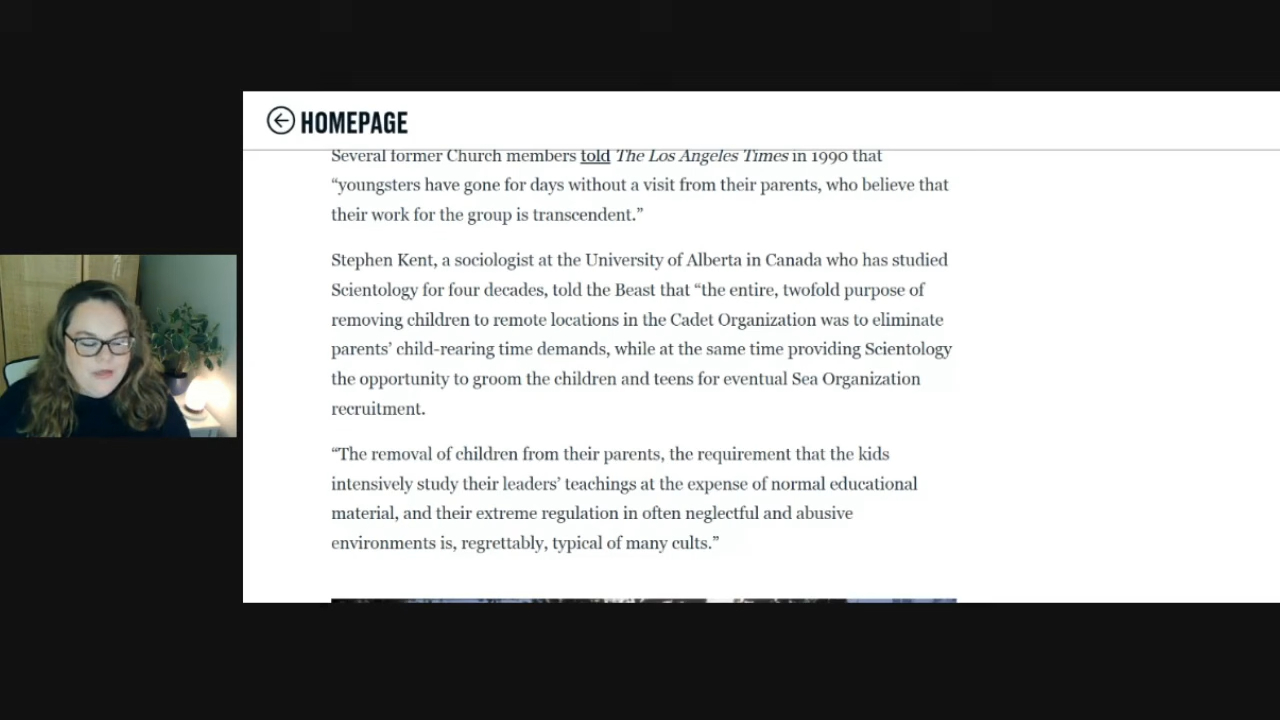 HOMEPAGE
Several former Church members told The Los Angeles Times in 1990 that
“youngsters have gone for days without a visit from their parents, who believe that
their work for the group is transcendent.”
Stephen Kent, a sociologist at the University of Alberta in Canada who has studied
Scientology for four decades, told the Beast that “the entire, twofold purpose of
removing children to remote locations in the Cadet Organization was to eliminate
parents’ child-rearing time demands, while at the same time providing Scientology
the opportunity to groom the children and teens for eventual Sea Organization
recruitment.
“The removal of children from their parents, the requirement that the kids
intensively study their leaders’ teachings at the expense of normal educational
material, and their extreme regulation in often neglectful and abusive
environments is, regrettably, typical of many cults.”